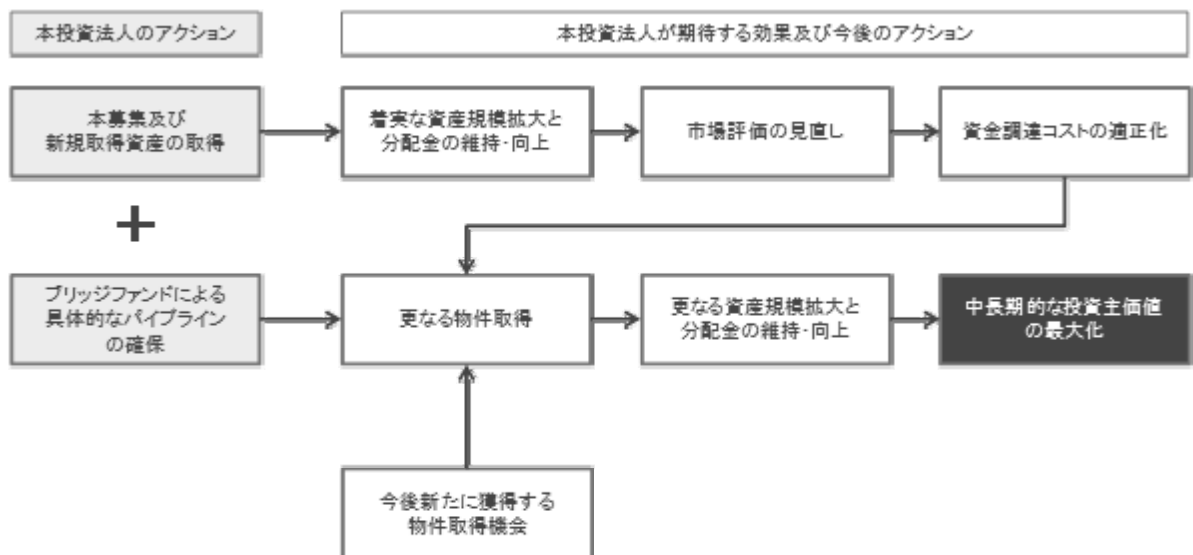 本投資法人のアクション
本投資法人が期待する効果及び今後のアクション
本募集及び
新規取得資産の取得
着実な資産規模拡大と
分配金の維持・向上
市場評価の見直し
資金調達コストの適正化
+
ブリッジファンドによる
具体的なパイプライン
の確保
更なる物件取得
更なる資産規模拡大と
分配金の維持・向上
中長期的な投資主価値
の最大化
今後新たに獲得する
物件取得機会